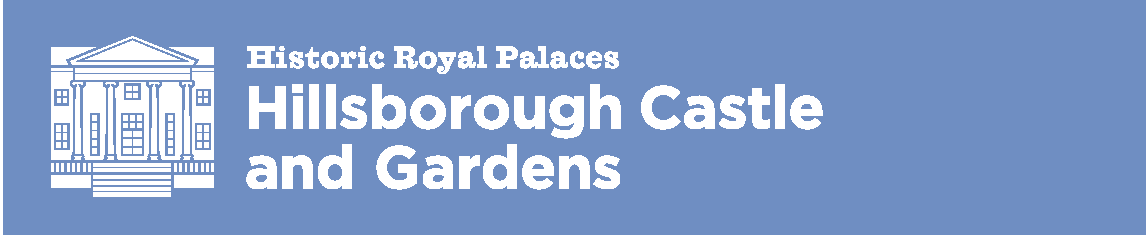 Historic Royal Palaces
Hillsborough Castle
and Gardens